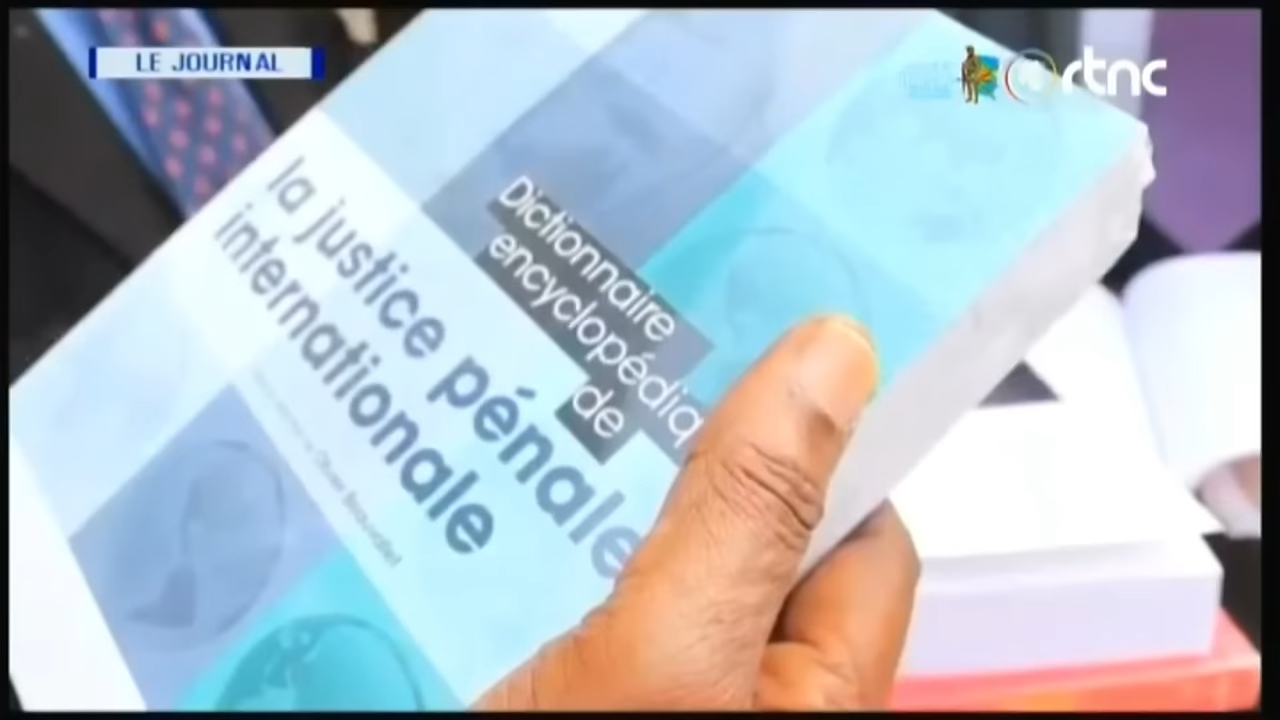 LE JOURNAL
rtnc
Dictionnaire
encyclopédiq
de
la justice pénale
internationale